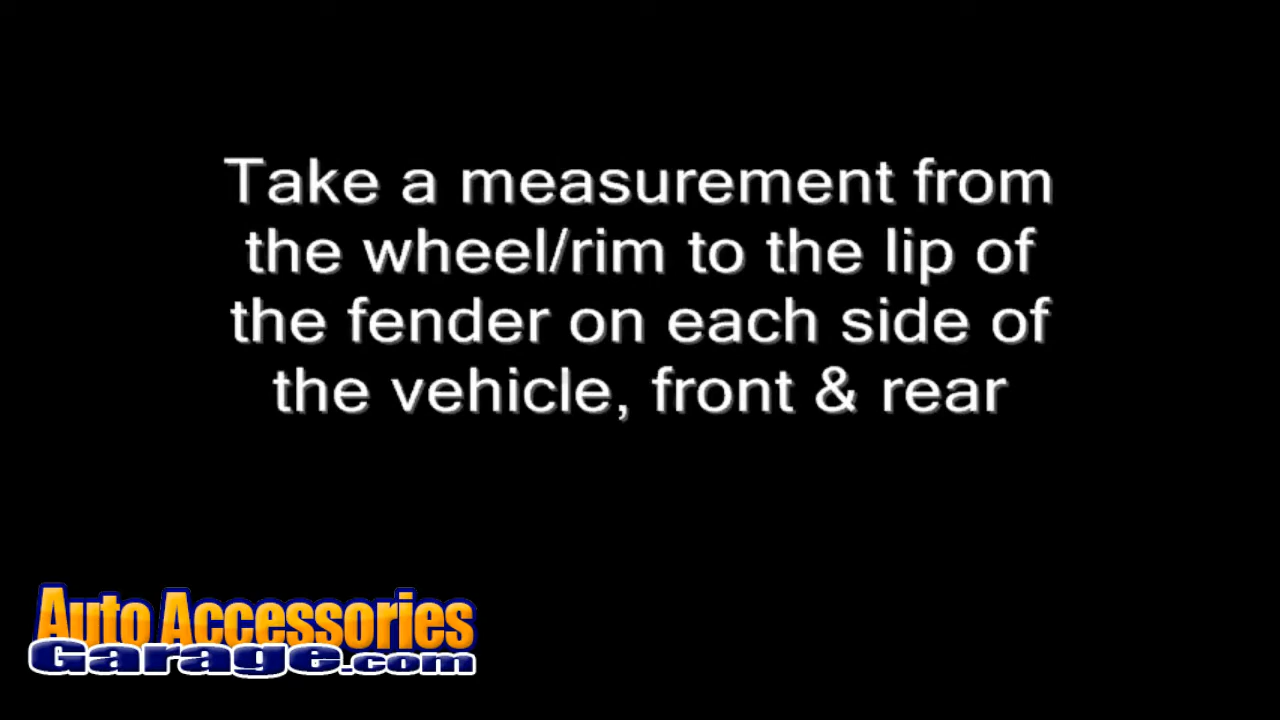 Take a measurement from
the wheel/rim to the lip of
the fender on each side of
the vehicle, front & rear
Auto Accessories
Garage.com